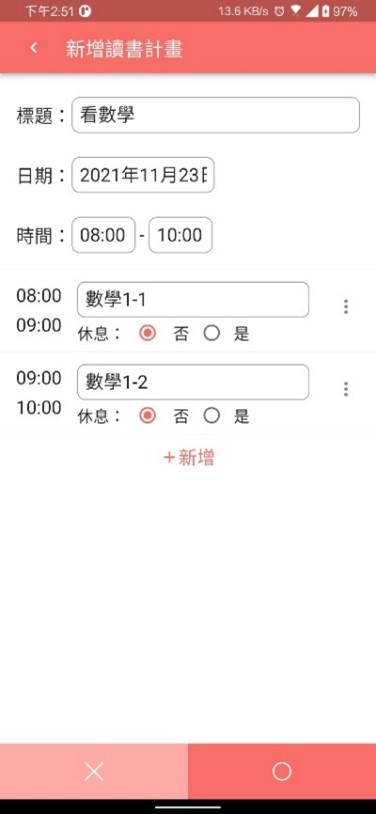 下午2:51 13.6 KB/s 97%
新增讀書計畫
標題： 看數學
日期： 2021年11月23
時間： 08:00 - 10:00
08:00 數學1-1
09:00 休息： 否 是
09:00 數學1-2
10:00 休息： 否 是
+新增